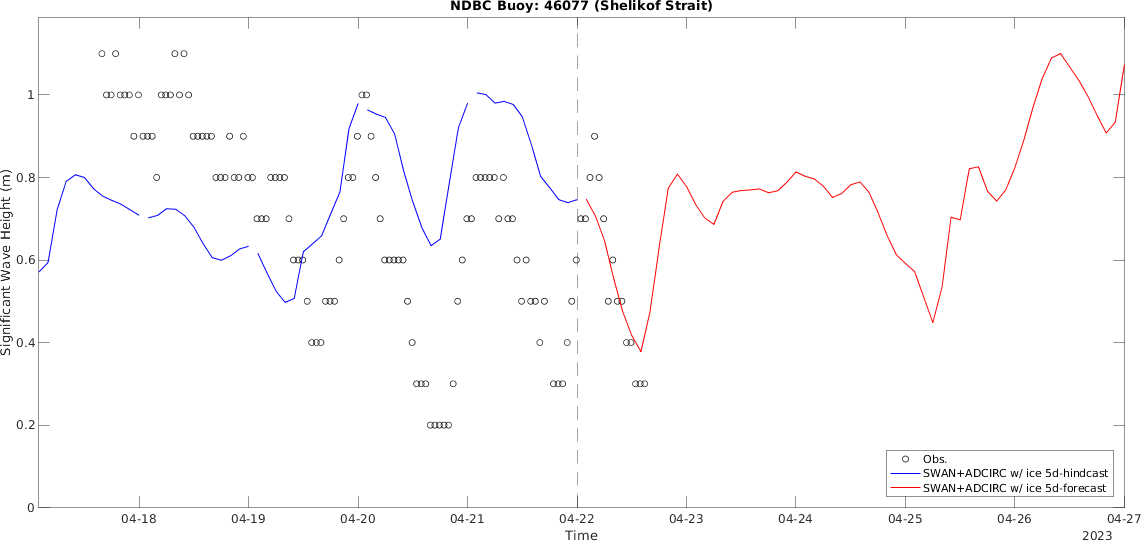 NDBC Buoy: 46077 (Shelikof Strait)
Significant Wave Height (m)
1
0.8
0.6
0.4
0.2
0
04-18 04-19 04-20 04-21 04-22 04-23 04-24 04-25 04-26 04-27
Time
2023
Obs.
SWAN+ADCIRC w/ ice 5d-hindcast
SWAN+ADCIRC w/ ice 5d-forecast